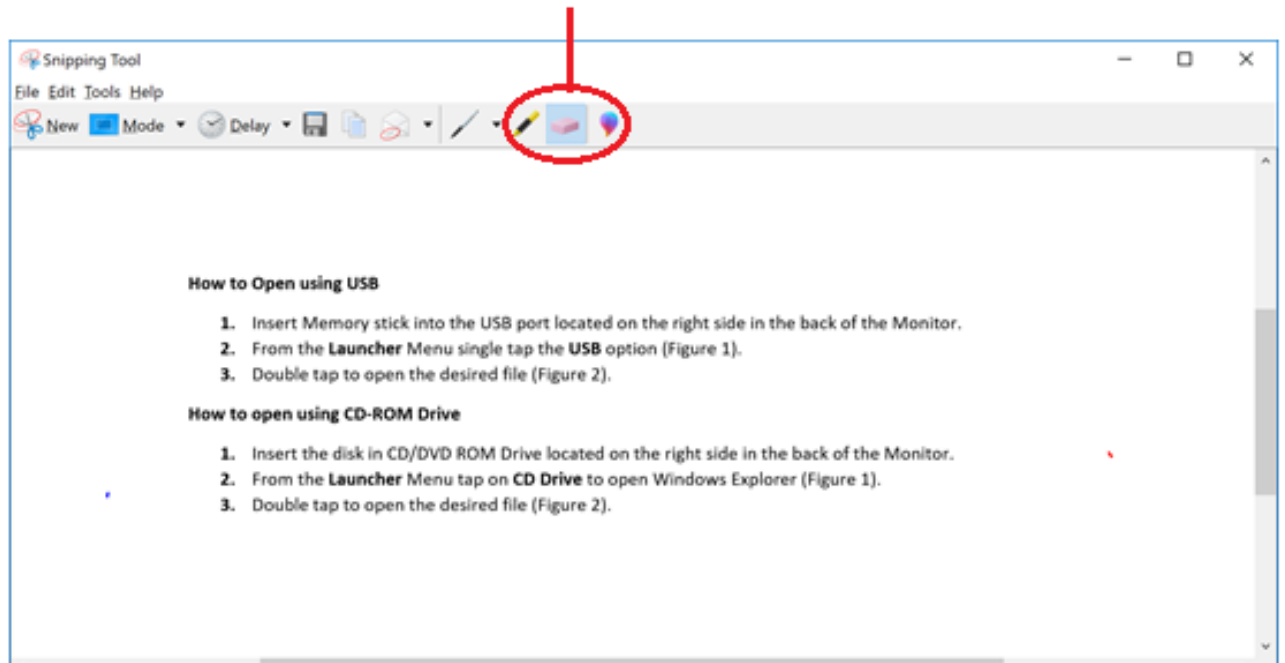 Snipping Tool
File Edit Tools Help
New Mode Delay
How to Open using USB
1. Insert Memory stick into the USB port located on the right side in the back of the Monitor.
2. From the Launcher Menu single tap the USB option (Figure 1).
3. Double tap to open the desired file (Figure 2).
How to open using CD-ROM Drive
1. Insert the disk in CD/DVD ROM Drive located on the right side in the back of the Monitor.
2. From the Launcher Menu tap on CD Drive to open Windows Explorer (Figure 1).
3. Double tap to open the desired file (Figure 2).